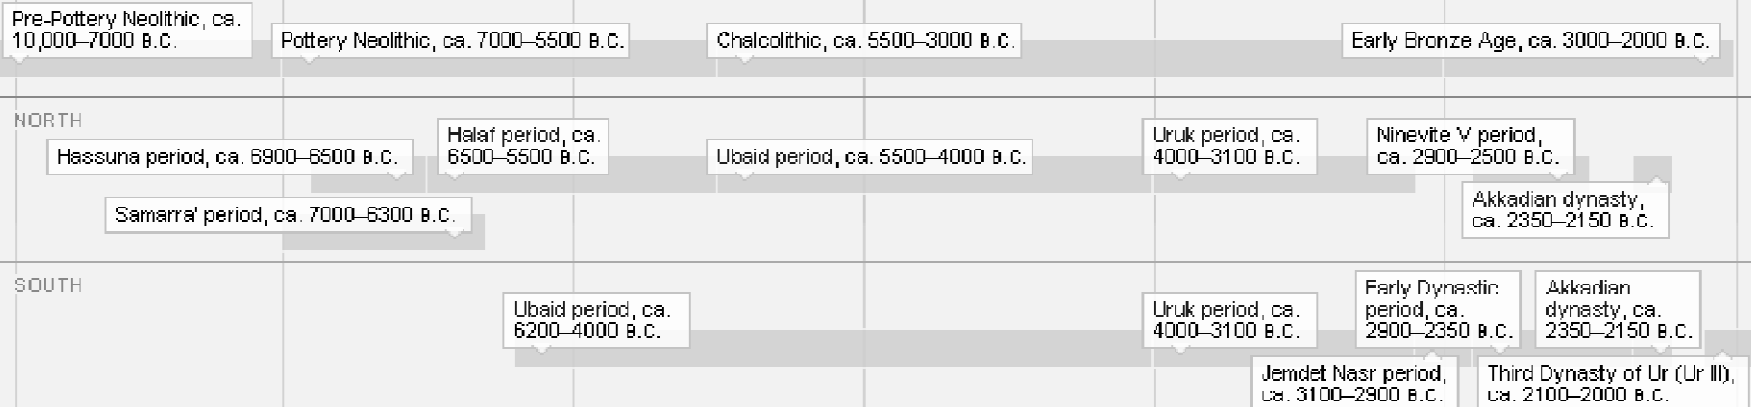 Pre-Pottery Neolithic, ca.
10,000–7000 B.C.
Pottery Neolithic, ca. 7000–5500 B.C.
Chalcolithic, ca. 5500–3000 B.C.
Early Bronze Age, ca. 3000–2000 B.C.
NORTH
Hassuna period, ca. 6900–6500 B.C.
Halaf period, ca.
6500–5500 B.C.
Ubaid period, ca. 5500–4000 B.C.
Uruk period, ca.
4000–3100 B.C.
Ninevite V period,
ca. 2900–2500 B.C.
Samarra' period, ca. 7000–6300 B.C.
Akkadian dynasty,
ca. 2350–2150 B.C.
SOUTH
Ubaid period, ca.
6200–4000 B.C.
Uruk period, ca.
4000–3100 B.C.
Early Dynastic
period, ca.
2900–2350 B.C.
Akkadian
dynasty, ca.
2350–2150 B.C.
Jemdet Nasr period,
ca. 3100–2900 B.C.
Third Dynasty of Ur (Ur III),
ca. 2100–2000 B.C.